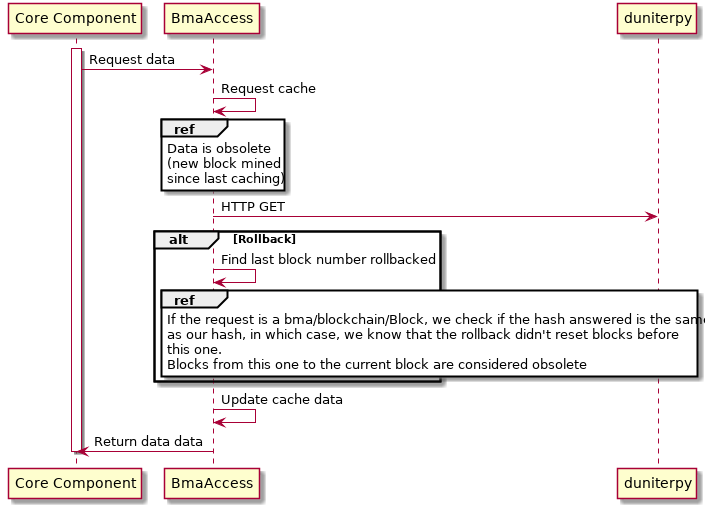 Core Component
BmaAccess
duniterpy
Request data
Request cache
ref
Data is obsolete
(new block mined
since last caching)
HTTP GET
alt
[Rollback]
Find last block number rollbacked
ref
If the request is a bma/blockchain/Block, we check if the hash answered is the same
as our hash, in which case, we know that the rollback didn't reset blocks before
this one.
Blocks from this one to the current block are considered obsolete
Update cache data
Return data data
Core Component
BmaAccess
duniterpy